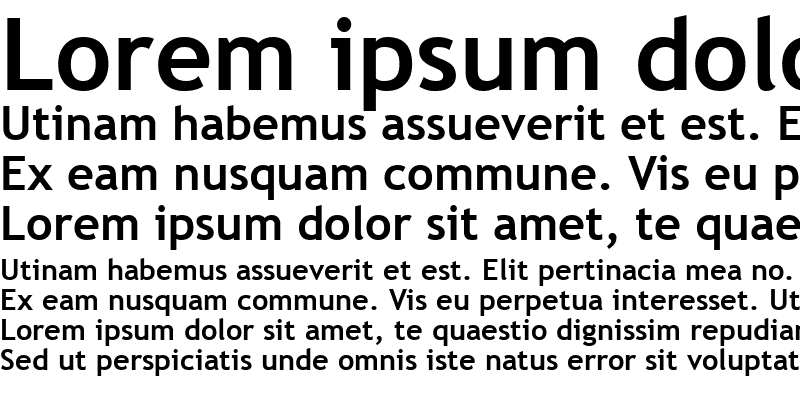 Lorem ipsum dolo
Utinam habemus assueverit et est. E
Ex eam nusquam commune. Vis eu p
Lorem ipsum dolor sit amet, te quae
Utinam habemus assueverit et est. Elit pertinacia mea no.
Ex eam nusquam commune. Vis eu perpetua interesset. Ut
Lorem ipsum dolor sit amet, te quaestio dignissim repudian
Sed ut perspiciatis unde omnis iste natus error sit voluptat